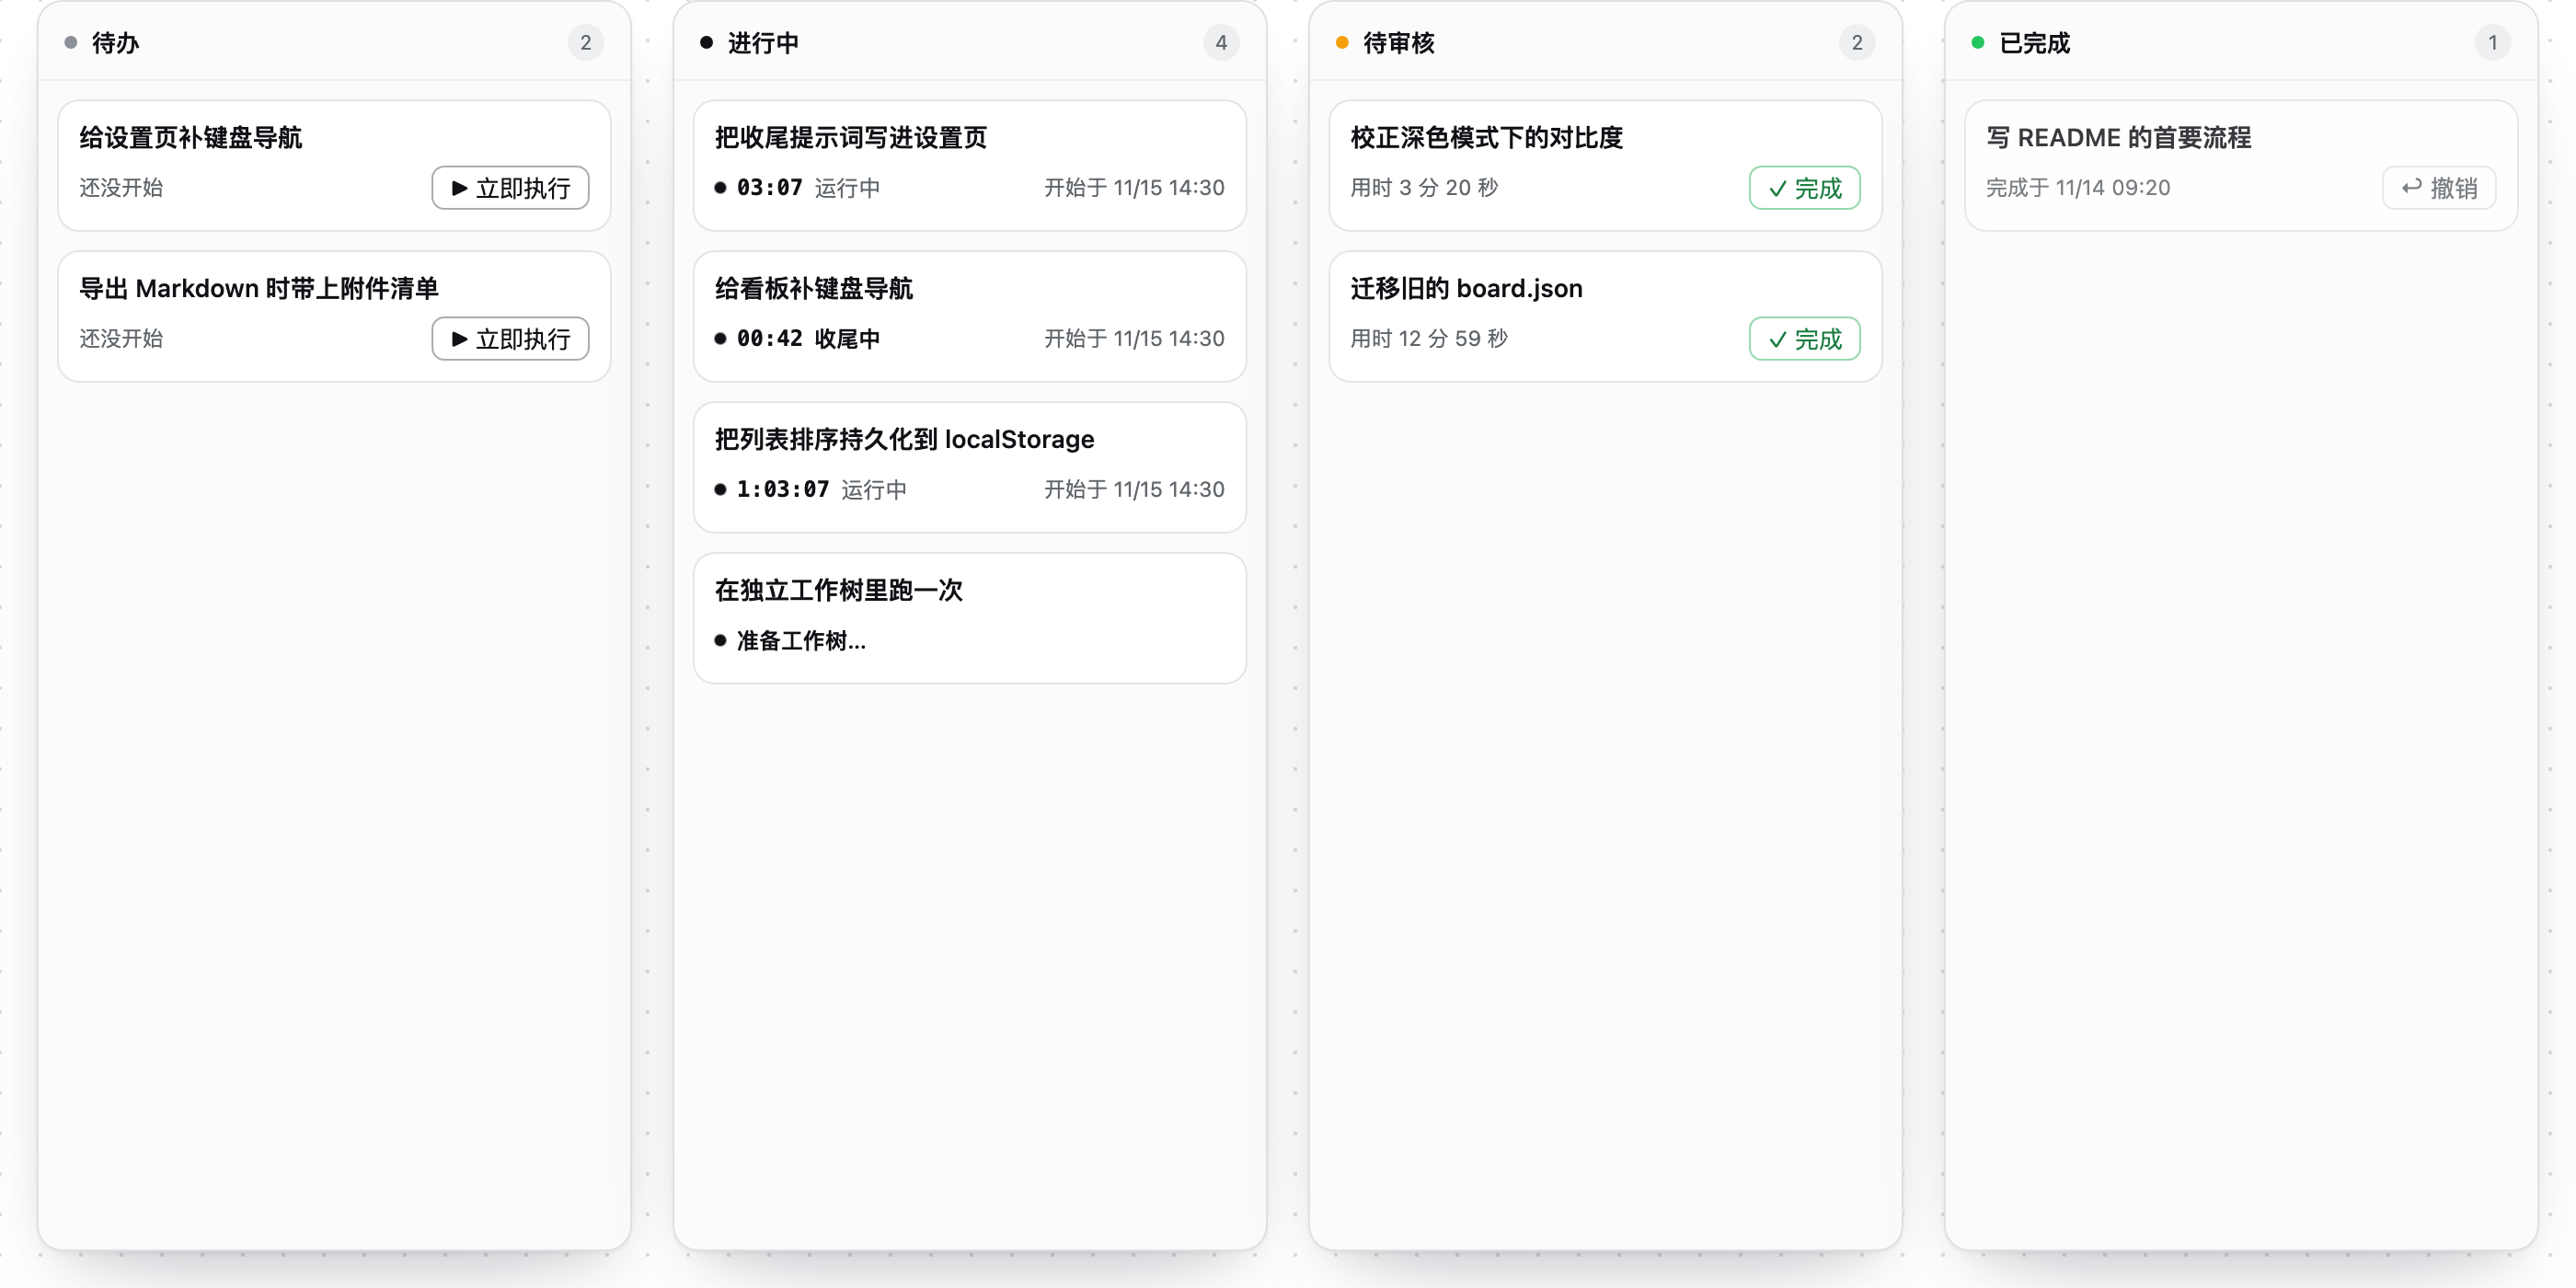 待办 2
给设置页补键盘导航
还没开始 ▶ 立即执行
导出 Markdown 时带上附件清单
还没开始 ▶ 立即执行
进行中 4
把收尾提示词写进设置页
03:07 运行中 开始于 11/15 14:30
给看板补键盘导航
00:42 收尾中 开始于 11/15 14:30
把列表排序持久化到 localStorage
1:03:07 运行中 开始于 11/15 14:30
在独立工作树里跑一次
准备工作树...
待审核 2
校正深色模式下的对比度
用时 3 分 20 秒 ✓ 完成
迁移旧的 board.json
用时 12 分 59 秒 ✓ 完成
已完成 1
写 README 的首要流程
完成于 11/14 09:20 ↩ 撤销